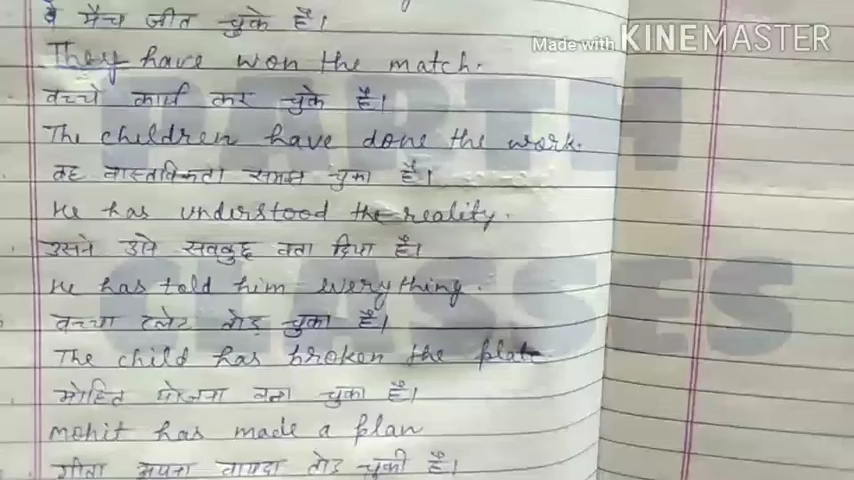 वे मैच जीत चुके हैं।
Made with KINEMASTER
They have won the match.
बच्चे कार्य कर चुके है।
The children have done the work.
वह वास्तविकता समझ चुका है।
He has understood the reality.
उसने उसे सबकुछ बता दिया है।
He has told him everything.
बच्चा प्लेट तोड़ चुका है।
The child has broken the plate
मोहित योजना बना चुका है।
Mohit has made a plan
गीता अपना वायदा तोड़ चुकी है।
PARTH
CLASSES